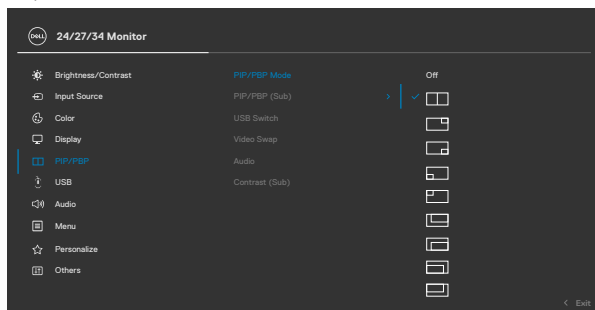 DELL 24/27/34 Monitor
Brightness/Contrast
Input Source
Color
Display
PIP/PBP
USB
Audio
Menu
Personalize
Others
PIP/PBP Mode
PIP/PBP (Sub)
USB Switch
Video Swap
Audio
Contrast (Sub)
Off
Exit